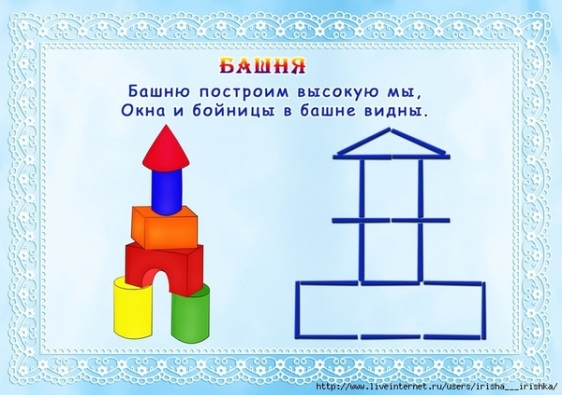 БАШНЯ
Башню построим высокую мы,
Окна и бойницы в башне видны.
http://www.liveinternet.ru/users/irisha___irishka/